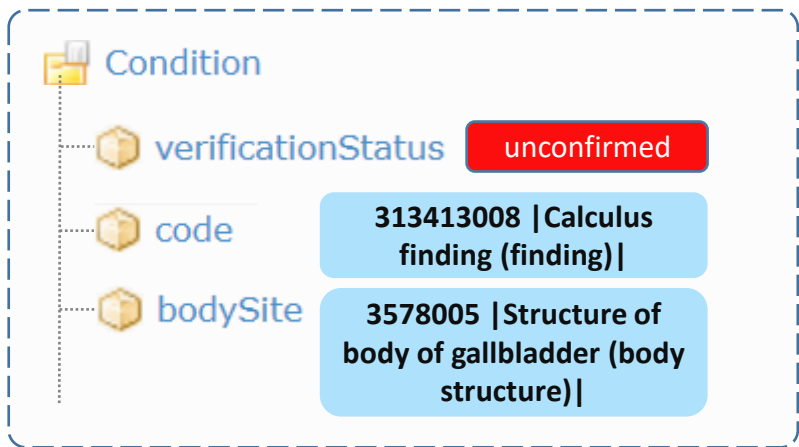 Condition
verificationStatus unconfirmed
code
313413008 |Calculus
finding (finding)|
bodySite
3578005 |Structure of
body of gallbladder (body
structure)|